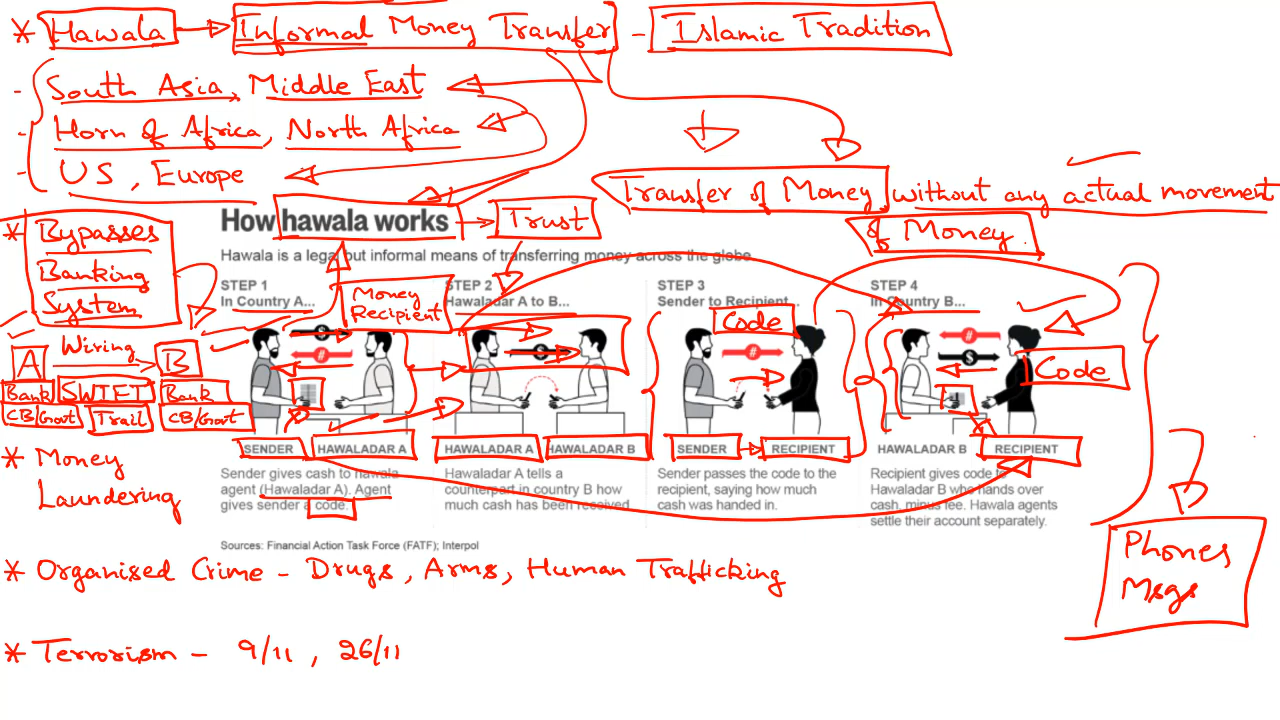 * Hawala → Informal Money Transfer - Islamic Tradition
- South Asia, Middle East
- Horn of Africa, North Africa
- US, Europe
Transfer of Money without any actual movement
of Money.
* Bypasses
Banking
System
How hawala works → Trust
Hawala is a legal but informal means of transferring money across the globe
A Wiring B
Bank SWIFT Bank
CB/Govt Trail CB/Govt
STEP 1
In Country A...
Money
Recipient
$
#
SENDER HAWALADAR A
Sender gives cash to hawala
agent (Hawaladar A). Agent
gives sender a code.
STEP 2
Hawaladar A to B...
$
HAWALADAR A HAWALADAR B
Hawaladar A tells a
counterpart in country B how
much cash has been received
STEP 3
Sender to Recipient...
Code
#
SENDER RECIPIENT
Sender passes the code to the
recipient, saying how much
cash was handed in.
STEP 4
In Country B...
#
$
Code
HAWALADAR B RECIPIENT
Recipient gives code to
Hawaladar B who hands over
cash, minus fee. Hawala agents
settle their account separately.
Sources: Financial Action Task Force (FATF); Interpol
Phones
Msgs
* Money
Laundering
* Organised Crime - Drugs, Arms, Human Trafficking
* Terrorism - 9/11, 26/11